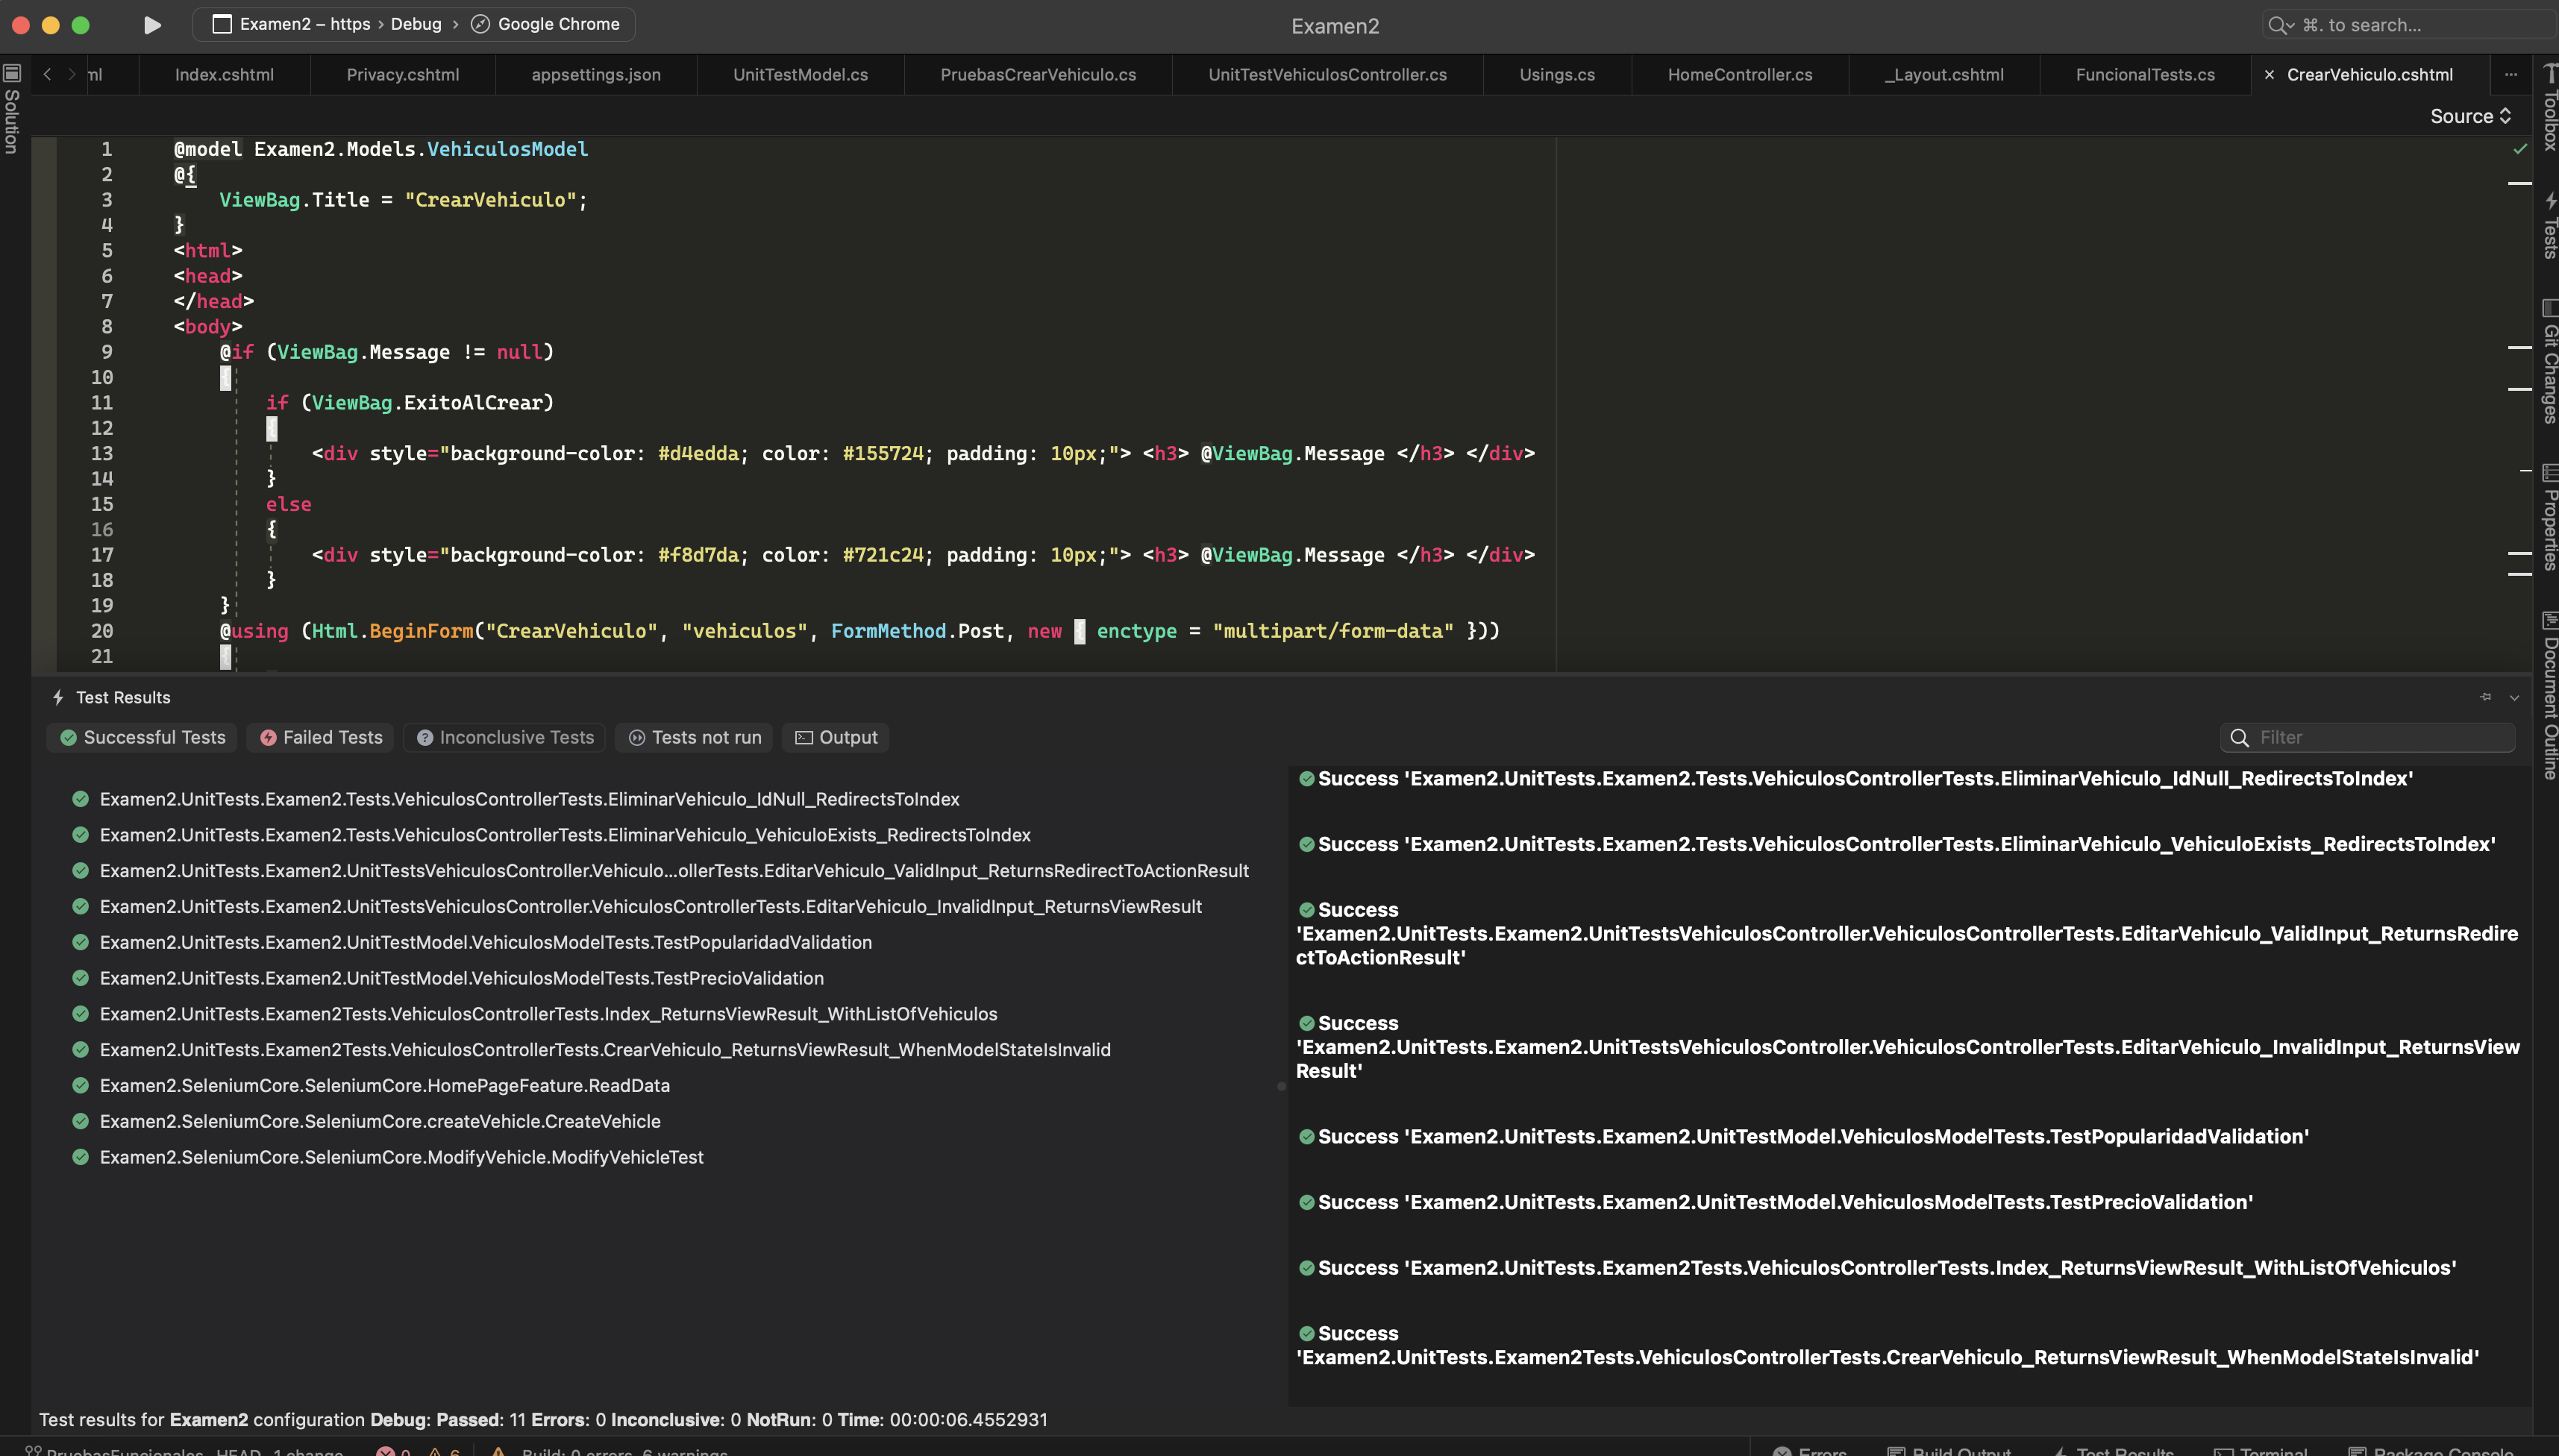 Examen2 – https › Debug › Google Chrome
Examen2
⌘. to search...
ml
Index.cshtml
Privacy.cshtml
appsettings.json
UnitTestModel.cs
PruebasCrearVehiculo.cs
UnitTestVehiculosController.cs
Usings.cs
HomeController.cs
_Layout.cshtml
FuncionalTests.cs
× CrearVehiculo.cshtml
...
Solution
Source
1 @model Examen2.Models.VehiculosModel
2 @{
3 ViewBag.Title = "CrearVehiculo";
4 }
5 <html>
6 <head>
7 </head>
8 <body>
9 @if (ViewBag.Message != null)
10 {
11 if (ViewBag.ExitoAlCrear)
12 {
13 <div style="background-color: #d4edda; color: #155724; padding: 10px;"> <h3> @ViewBag.Message </h3> </div>
14 }
15 else
16 {
17 <div style="background-color: #f8d7da; color: #721c24; padding: 10px;"> <h3> @ViewBag.Message </h3> </div>
18 }
19 }
20 @using (Html.BeginForm("CrearVehiculo", "vehiculos", FormMethod.Post, new { enctype = "multipart/form-data" }))
21 {
Toolbox
Tests
Git Changes
Properties
Document Outline
Test Results
Successful Tests
Failed Tests
Inconclusive Tests
Tests not run
Output
Filter
Examen2.UnitTests.Examen2.Tests.VehiculosControllerTests.EliminarVehiculo_IdNull_RedirectsToIndex
Examen2.UnitTests.Examen2.Tests.VehiculosControllerTests.EliminarVehiculo_VehiculoExists_RedirectsToIndex
Examen2.UnitTests.Examen2.UnitTestsVehiculosController.Vehiculo...ollerTests.EditarVehiculo_ValidInput_ReturnsRedirectToActionResult
Examen2.UnitTests.Examen2.UnitTestsVehiculosController.VehiculosControllerTests.EditarVehiculo_InvalidInput_ReturnsViewResult
Examen2.UnitTests.Examen2.UnitTestModel.VehiculosModelTests.TestPopularidadValidation
Examen2.UnitTests.Examen2.UnitTestModel.VehiculosModelTests.TestPrecioValidation
Examen2.UnitTests.Examen2Tests.VehiculosControllerTests.Index_ReturnsViewResult_WithListOfVehiculos
Examen2.UnitTests.Examen2Tests.VehiculosControllerTests.CrearVehiculo_ReturnsViewResult_WhenModelStateIsInvalid
Examen2.SeleniumCore.SeleniumCore.HomePageFeature.ReadData
Examen2.SeleniumCore.SeleniumCore.createVehicle.CreateVehicle
Examen2.SeleniumCore.SeleniumCore.ModifyVehicle.ModifyVehicleTest
Success 'Examen2.UnitTests.Examen2.Tests.VehiculosControllerTests.EliminarVehiculo_IdNull_RedirectsToIndex'
Success 'Examen2.UnitTests.Examen2.Tests.VehiculosControllerTests.EliminarVehiculo_VehiculoExists_RedirectsToIndex'
Success
'Examen2.UnitTests.Examen2.UnitTestsVehiculosController.VehiculosControllerTests.EditarVehiculo_ValidInput_ReturnsRedire
ctToActionResult'
Success
'Examen2.UnitTests.Examen2.UnitTestsVehiculosController.VehiculosControllerTests.EditarVehiculo_InvalidInput_ReturnsView
Result'
Success 'Examen2.UnitTests.Examen2.UnitTestModel.VehiculosModelTests.TestPopularidadValidation'
Success 'Examen2.UnitTests.Examen2.UnitTestModel.VehiculosModelTests.TestPrecioValidation'
Success 'Examen2.UnitTests.Examen2Tests.VehiculosControllerTests.Index_ReturnsViewResult_WithListOfVehiculos'
Success
'Examen2.UnitTests.Examen2Tests.VehiculosControllerTests.CrearVehiculo_ReturnsViewResult_WhenModelStateIsInvalid'
Test results for Examen2 configuration Debug: Passed: 11 Errors: 0 Inconclusive: 0 NotRun: 0 Time: 00:00:06.4552931
PruebasFuncionales HEAD 1 change
0
6
Build: 0 errors, 6 warnings
Errors
Build Output
Test Results
Terminal
Package Console